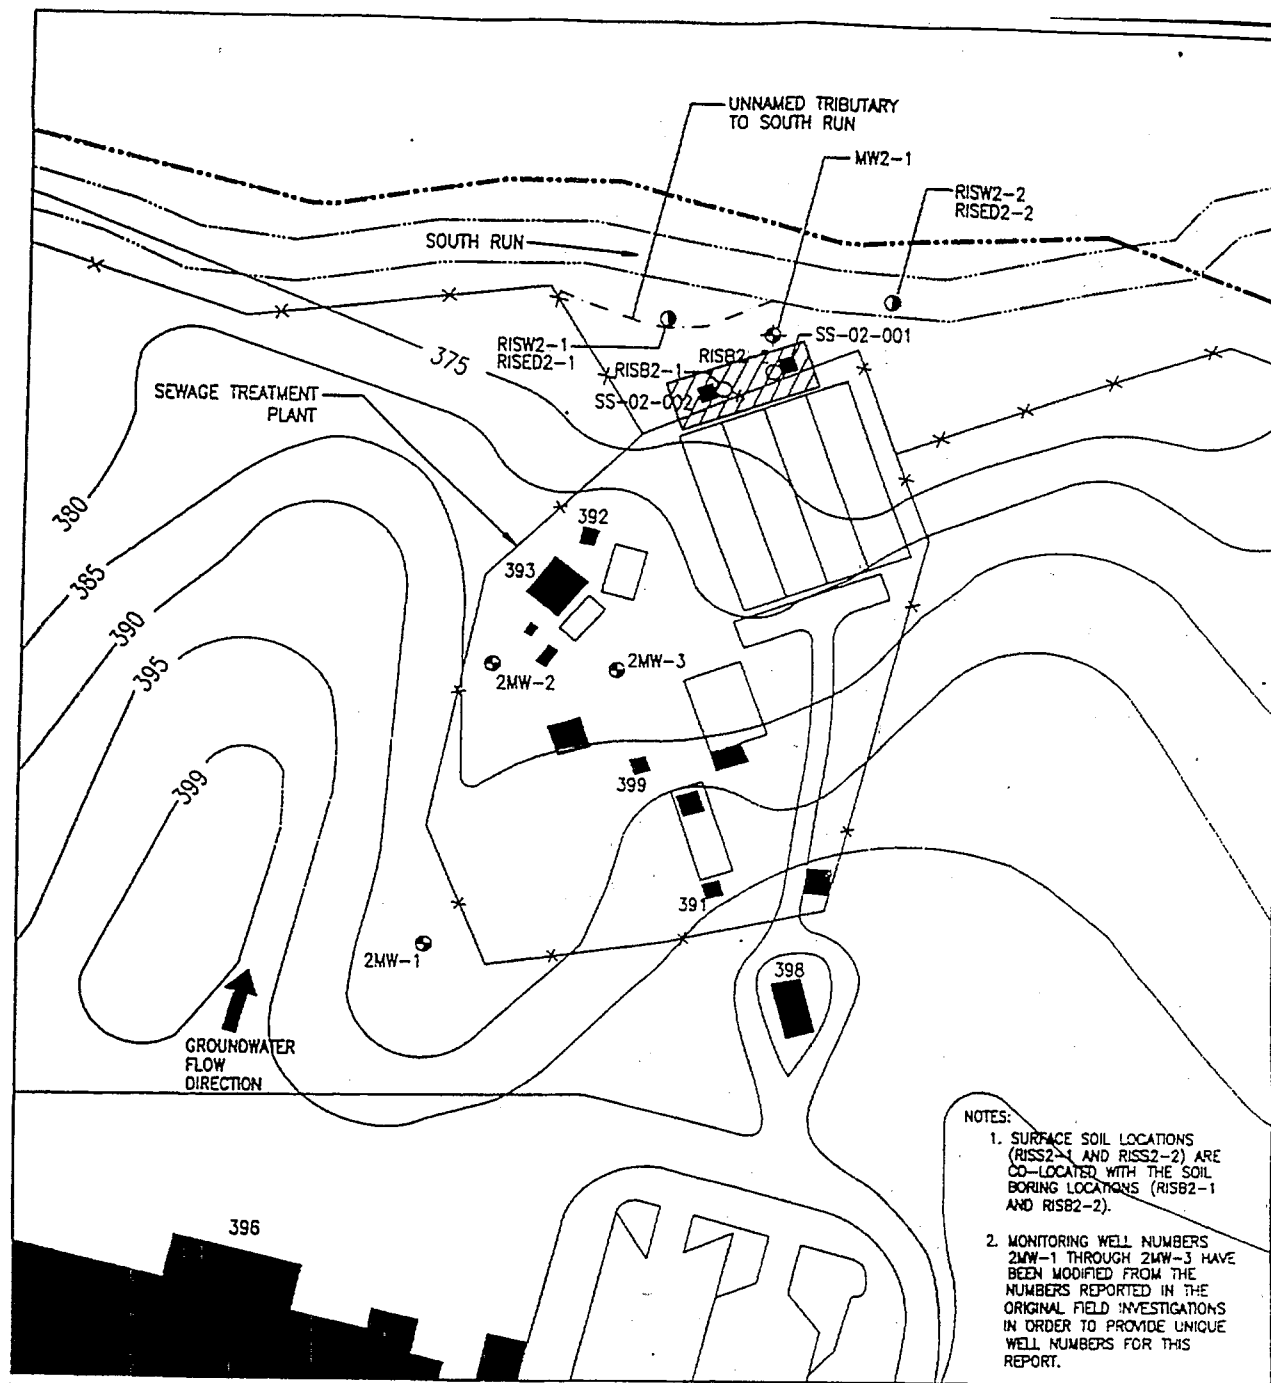 UNNAMED TRIBUTARY
TO SOUTH RUN
MW2-1
RISW2-2
RISED2-2
SOUTH RUN
RISW2-1
RISED2-1
SS-02-001
RISB2-2
RISB2-1
SS-02-002
375
SEWAGE TREATMENT
PLANT
380
392
393
385
390
395
2MW-2
2MW-3
399
399
391
2MW-1
398
GROUNDWATER
FLOW
DIRECTION
396
NOTES:
1. SURFACE SOIL LOCATIONS
(RISS2-1 AND RISS2-2) ARE
CO-LOCATED WITH THE SOIL
BORING LOCATIONS (RISB2-1
AND RISB2-2).
2. MONITORING WELL NUMBERS
2MW-1 THROUGH 2MW-3 HAVE
BEEN MODIFIED FROM THE
NUMBERS REPORTED IN THE
ORIGINAL FIELD INVESTIGATIONS
IN ORDER TO PROVIDE UNIQUE
WELL NUMBERS FOR THIS
REPORT.